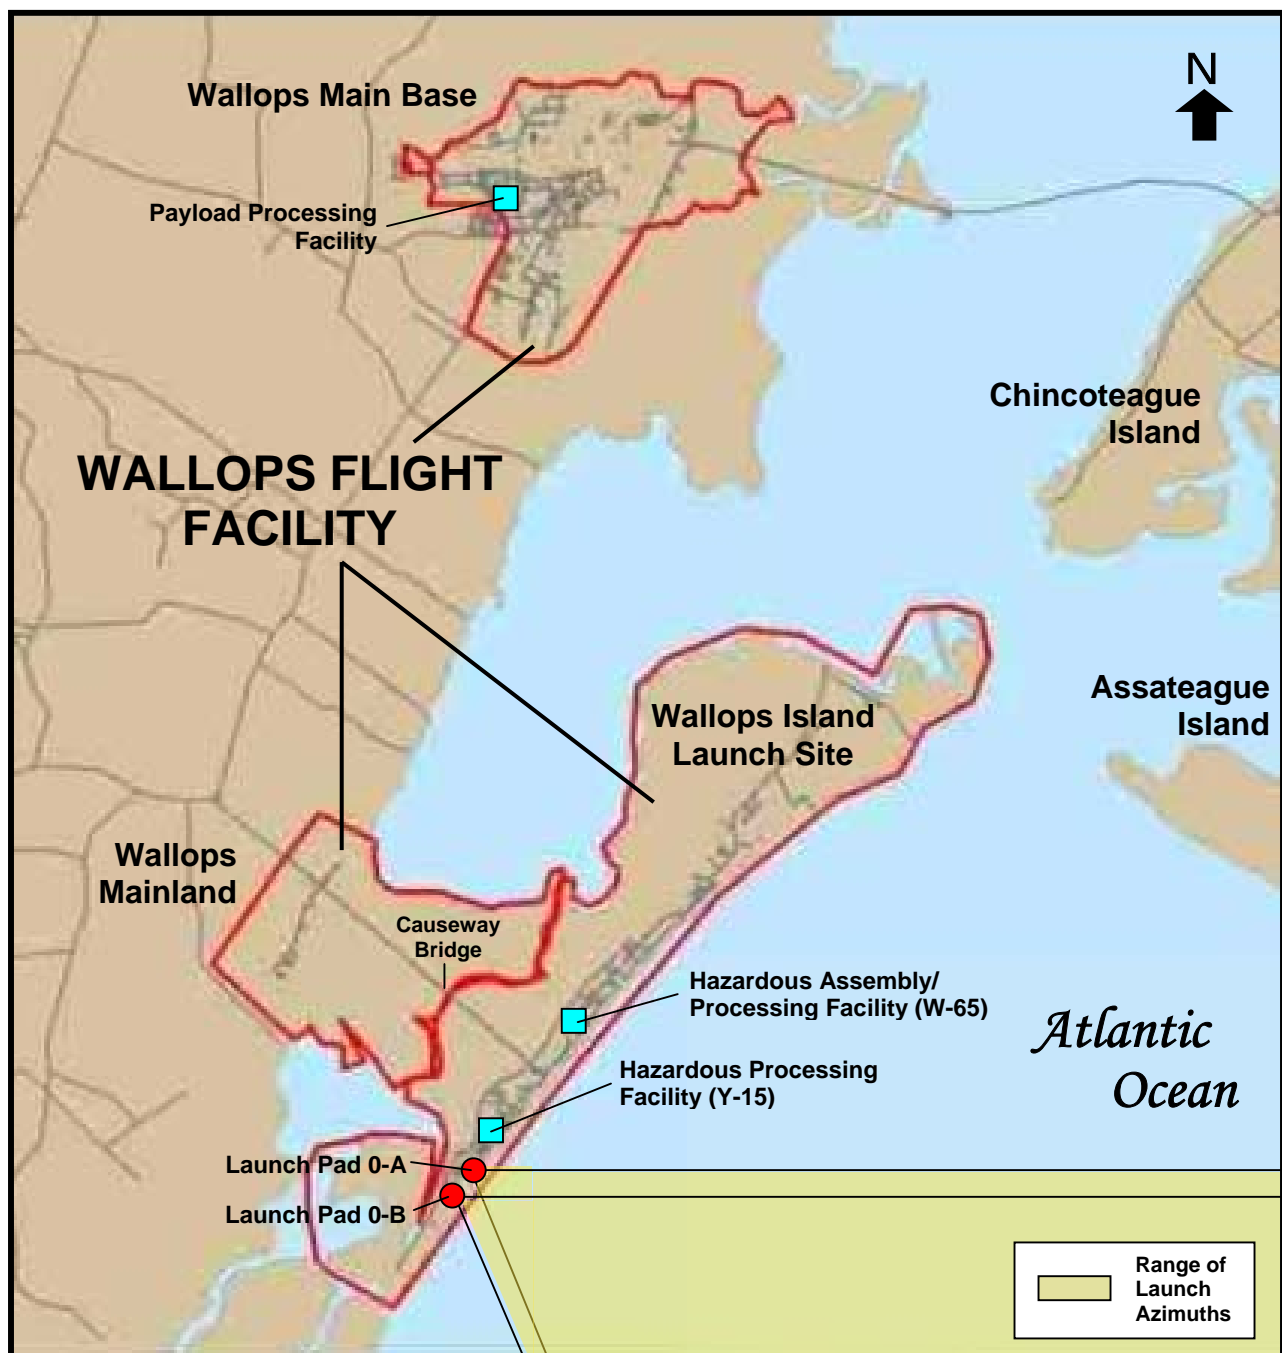 N
Wallops Main Base
Payload Processing
Facility
Chincoteague
Island
WALLOPS FLIGHT
FACILITY
Assateague
Island
Wallops Island
Launch Site
Wallops
Mainland
Causeway
Bridge
Hazardous Assembly/
Processing Facility (W-65)
Atlantic
Ocean
Hazardous Processing
Facility (Y-15)
Launch Pad 0-A
Launch Pad 0-B
Range of
Launch
Azimuths